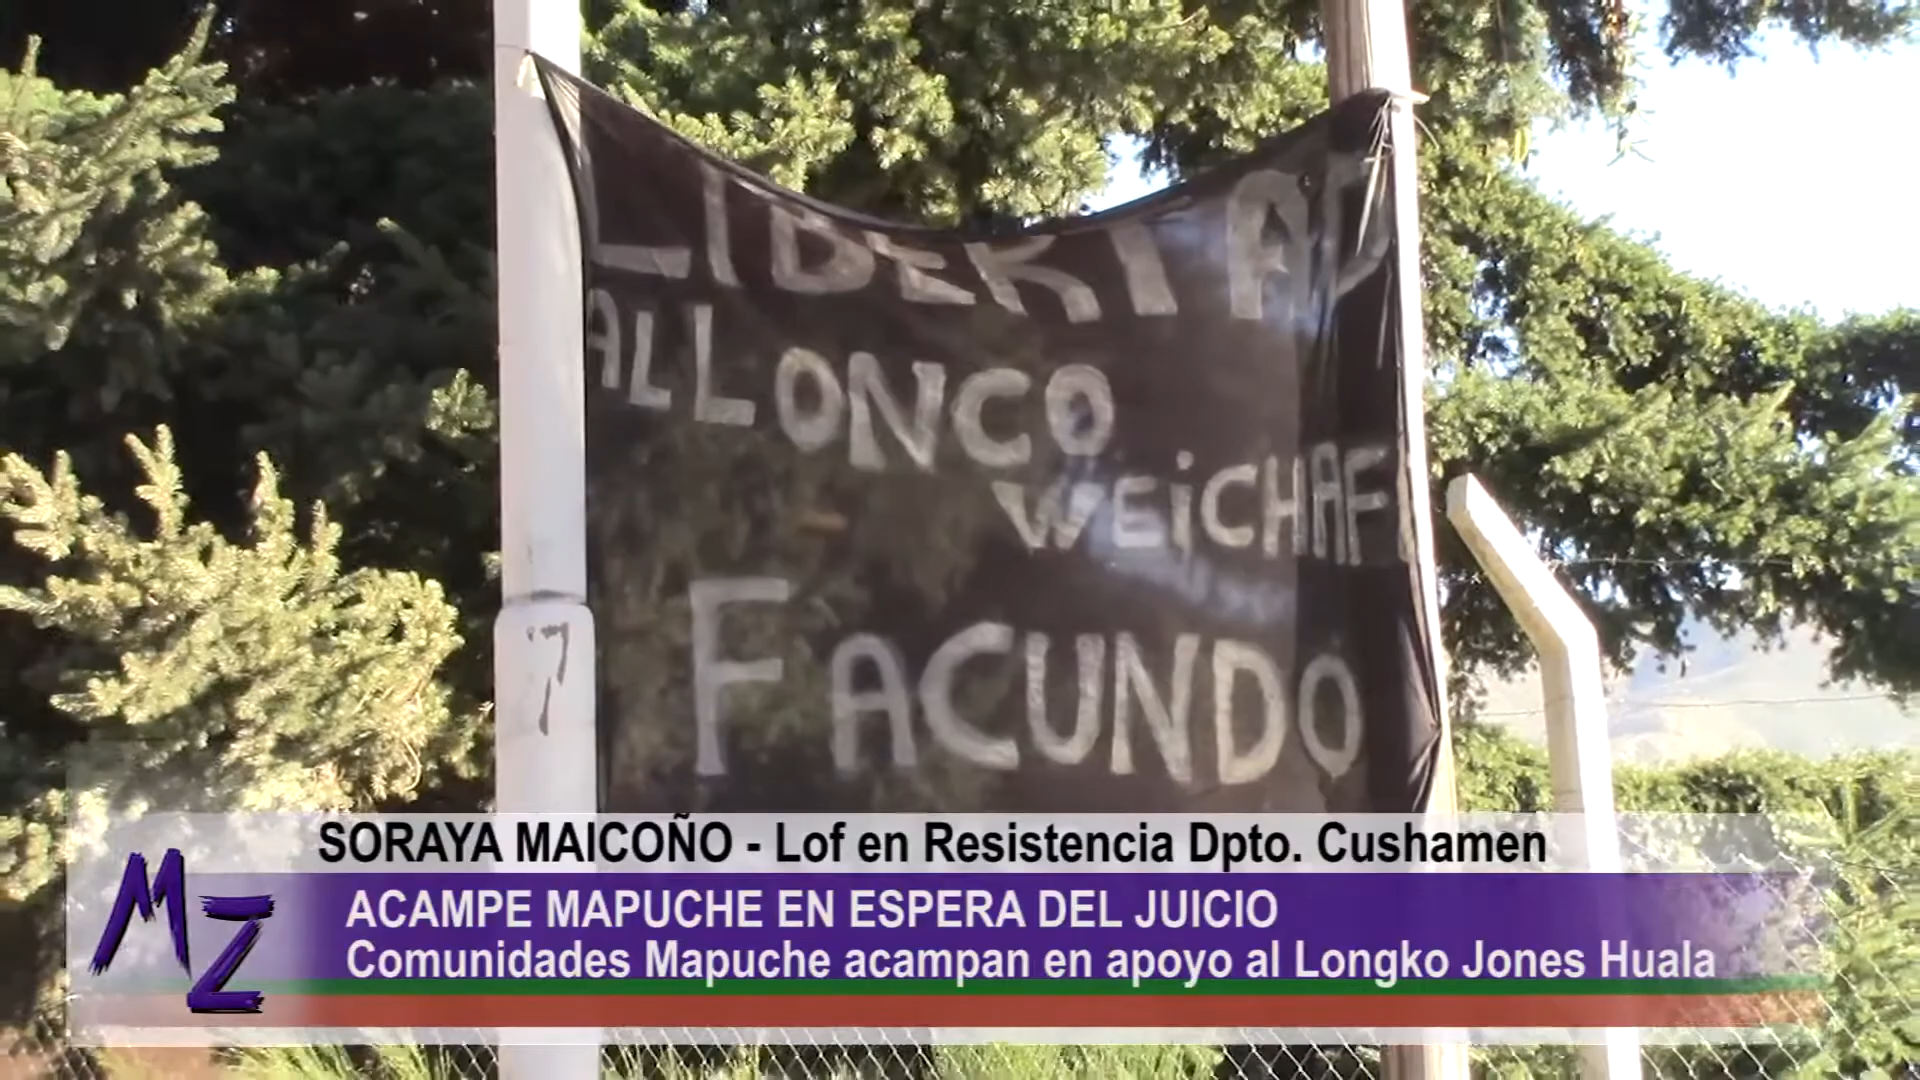 LIBERTAD
AL LONCO
WEiCHAFE
FACUNDO
7
SORAYA MAICOÑO - Lof en Resistencia Dpto. Cushamen
MZ
ACAMPE MAPUCHE EN ESPERA DEL JUICIO
Comunidades Mapuche acampan en apoyo al Longko Jones Huala